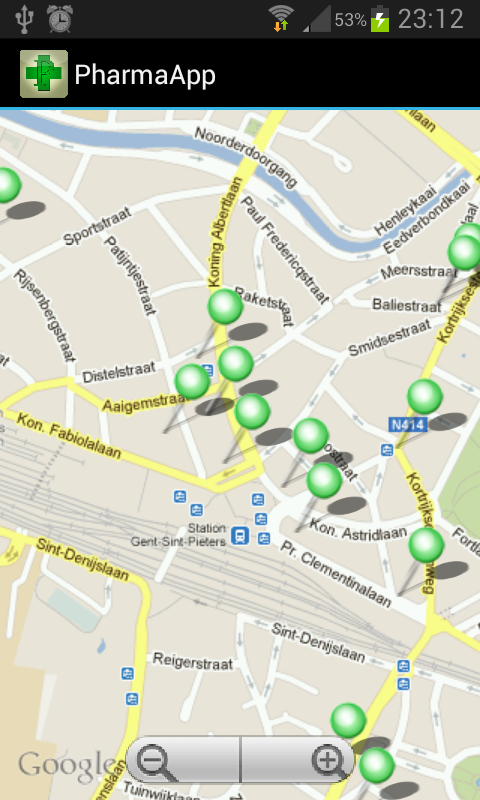 53% 23:12
PharmaApp
Noorderdoorgang
Henleykaai
Eedverbondkaai
Sportstraat
Koning Albertlaan
Paul Fredericqstraat
Patijntjestraat
Meersstraat
Rijsenbergstraat
Raketstraat
Baliestraat
Smidsestraat
Distelstraat
Aaigemstraat
N414
Kon. Fabiolalaan
Station
Gent-Sint-Pieters
Kon. Astridlaan
Pr. Clementinalaan
Sint-Denijslaan
Sint-Denijslaan
Reigerstraat
Google
Tuinwijklaan